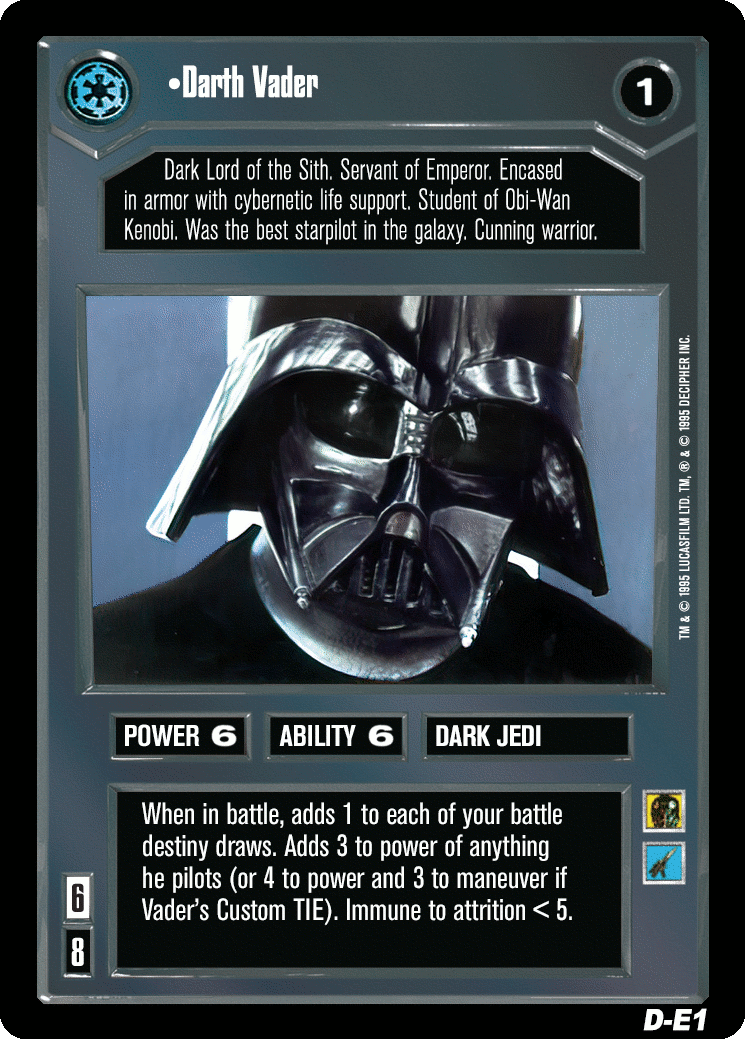 •Darth Vader
1
Dark Lord of the Sith. Servant of Emperor. Encased
in armor with cybernetic life support. Student of Obi-Wan
Kenobi. Was the best starpilot in the galaxy. Cunning warrior.
TM & © 1995 LUCASFILM LTD. TM, ® & © 1995 DECIPHER INC.
POWER 6
ABILITY 6
DARK JEDI
When in battle, adds 1 to each of your battle
destiny draws. Adds 3 to power of anything
he pilots (or 4 to power and 3 to maneuver if
Vader's Custom TIE). Immune to attrition < 5.
6
8
D-E1